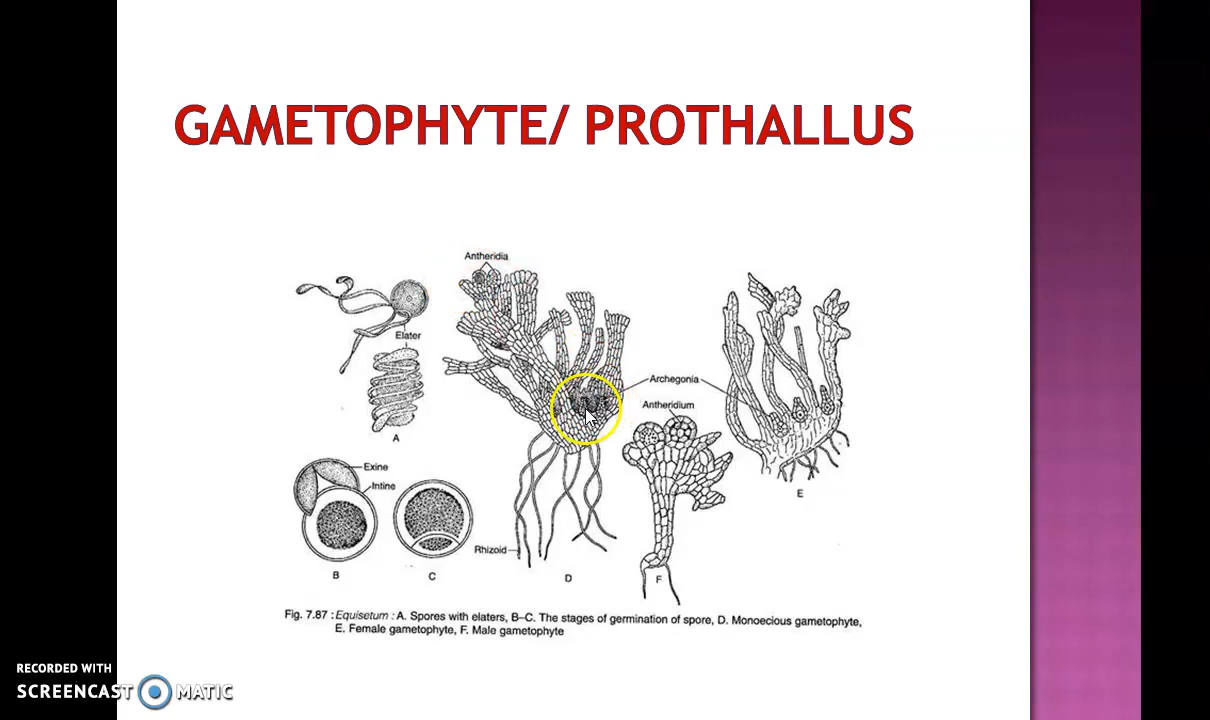 GAMETOPHYTE/ PROTHALLUS
Antheridia
Elater
Archegonia
Antheridium
A
Exine
Intine
E
Rhizoid
B
C
D
F
Fig. 7.87 : Equisetum : A. Spores with elaters, B–C. The stages of germination of spore, D. Monoecious gametophyte,
E. Female gametophyte, F. Male gametophyte
RECORDED WITH
SCREENCAST MATIC